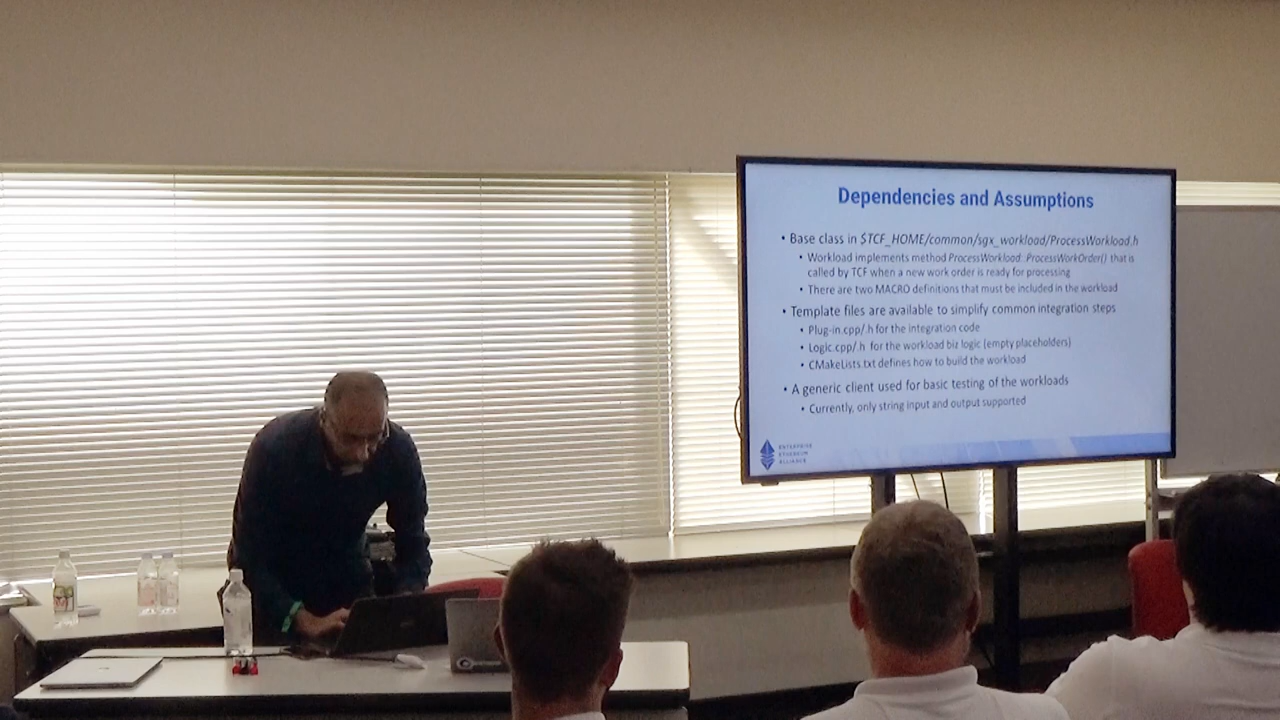 Dependencies and Assumptions
• Base class in $TCF_HOME/common/sgx_workload/ProcessWorkload.h
• Workload implements method ProcessWorkload::ProcessWorkOrder() that is
called by TCF when a new work order is ready for processing
• There are two MACRO definitions that must be included in the workload
• Template files are available to simplify common integration steps
• Plug-in.cpp/.h for the integration code
• Logic.cpp/.h for the workload biz logic (empty placeholders)
• CMakeLists.txt defines how to build the workload
• A generic client used for basic testing of the workloads
• Currently, only string input and output supported
ENTERPRISE
ETHEREUM
ALLIANCE